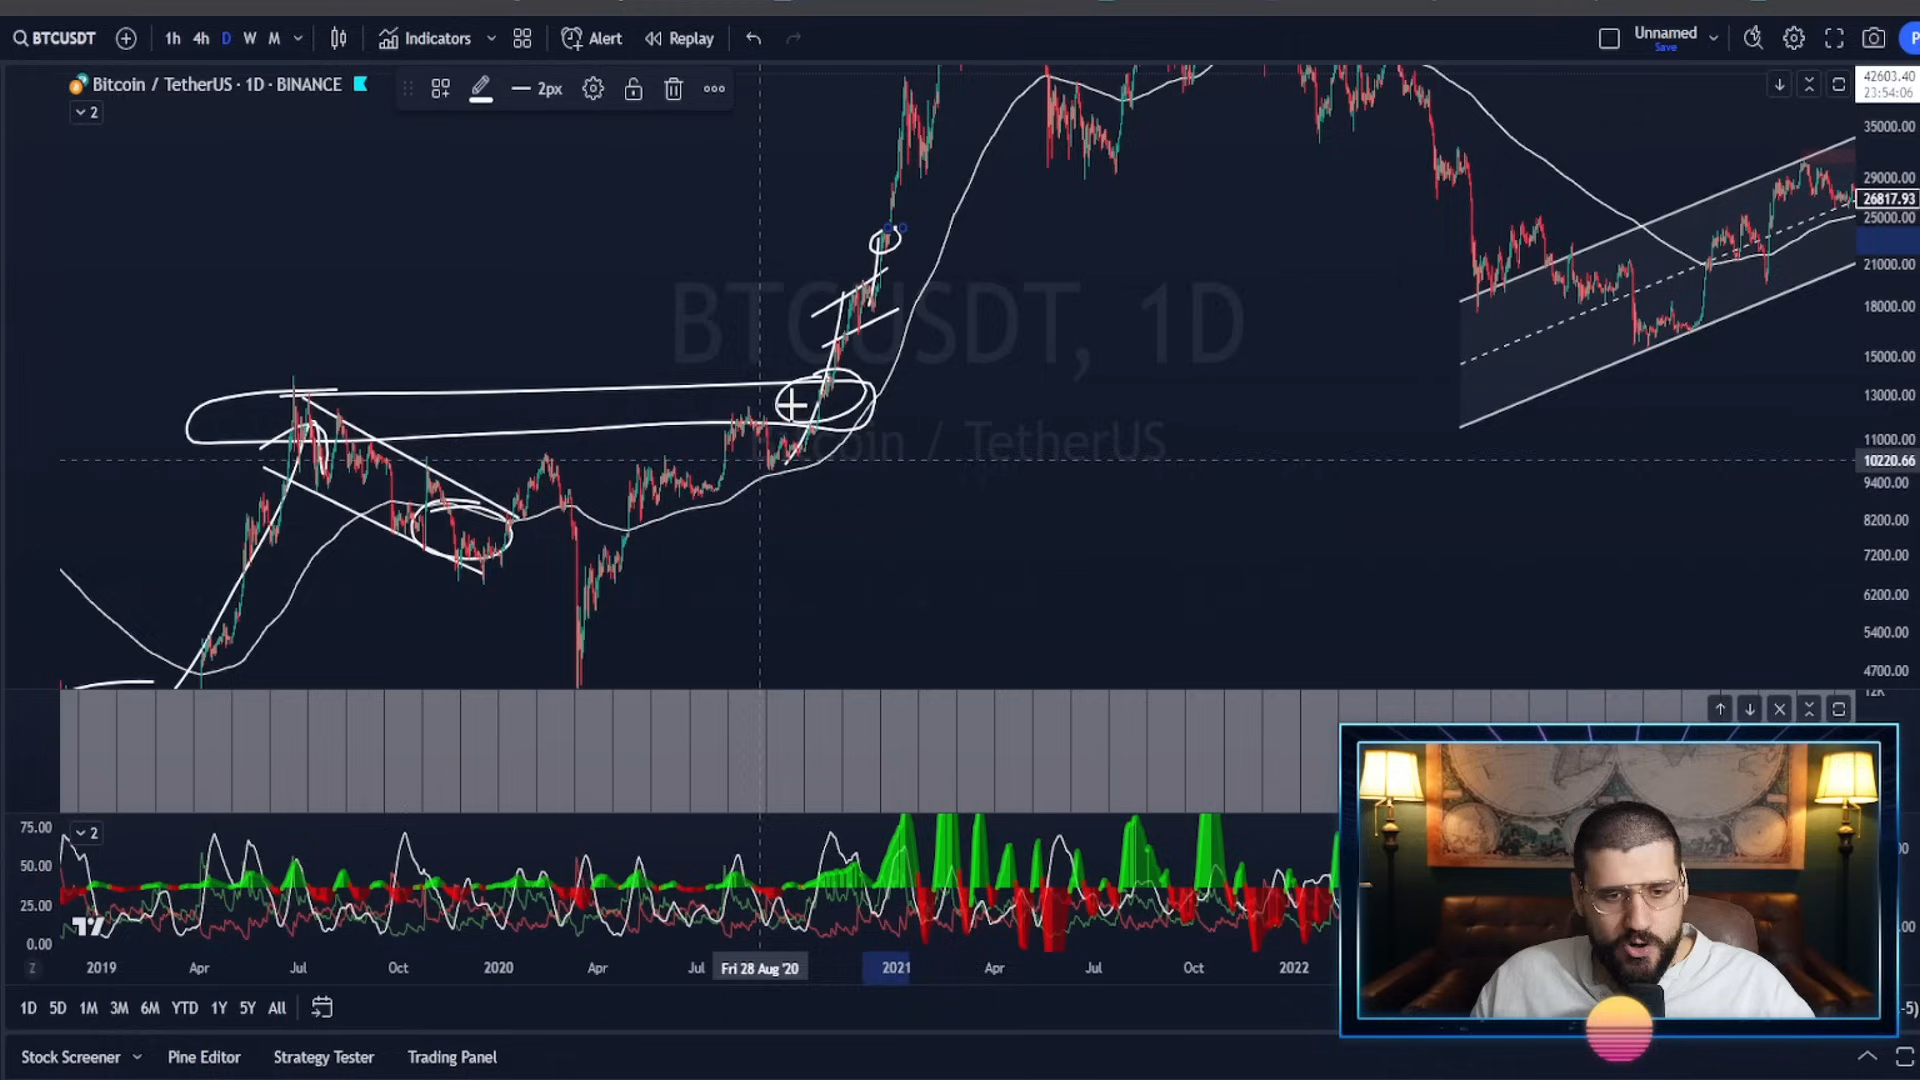 BTCUSDT 1h 4h D W M Indicators Alert Replay Unnamed
Save
Bitcoin / TetherUS · 1D · BINANCE
2px
2
42603.40
23:54:06
35000.00
29000.00
26817.93
25000.00
21000.00
18000.00
15000.00
13000.00
11000.00
10220.66
9400.00
8200.00
7200.00
6200.00
5400.00
4700.00
BTCUSDT, 1D
Bitcoin / TetherUS
12K
75.00
2
50.00
25.00
0.00
Z 2019 Apr Jul Oct 2020 Apr Jul Fri 28 Aug '20 2021 Apr Jul Oct 2022
1D 5D 1M 3M 6M YTD 1Y 5Y All
-5)
Stock Screener Pine Editor Strategy Tester Trading Panel